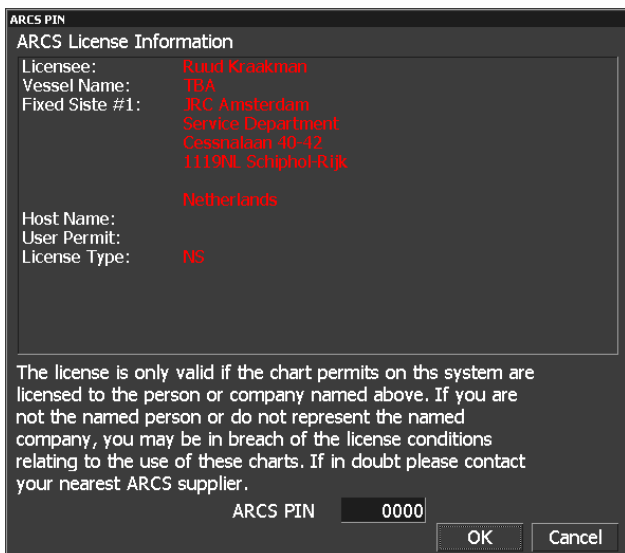 ARCS PIN
ARCS License Information
Licensee: Ruud Kraakman
Vessel Name: TBA
Fixed Siste #1: JRC Amsterdam
Service Department
Cessnalaan 40-42
1119NL Schiphol-Rijk
Netherlands
Host Name:
User Permit:
License Type: NS
The license is only valid if the chart permits on ths system are
licensed to the person or company named above. If you are
not the named person or do not represent the named
company, you may be in breach of the license conditions
relating to the use of these charts. If in doubt please contact
your nearest ARCS supplier.
ARCS PIN 0000
OK Cancel